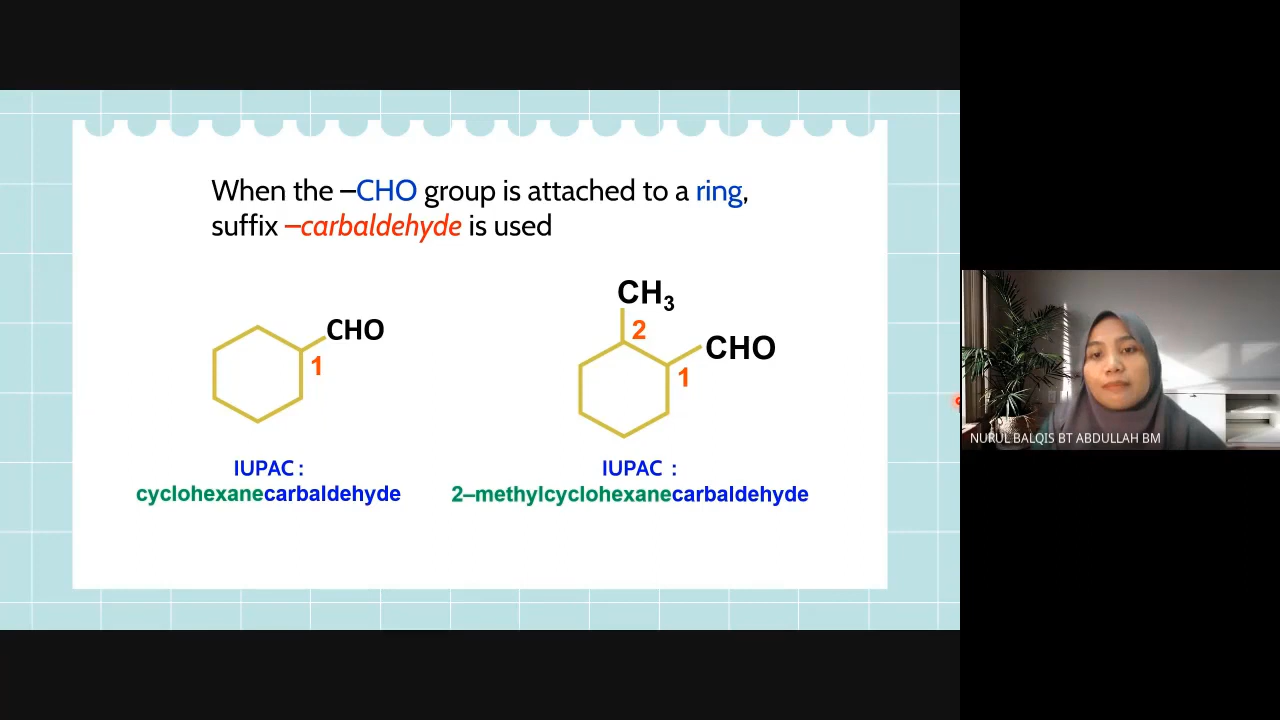 When the –CHO group is attached to a ring,
suffix –carbaldehyde is used
CHO
1
IUPAC :
cyclohexanecarbaldehyde
CH3
2
CHO
1
IUPAC :
2–methylcyclohexanecarbaldehyde
NURUL BALQIS BT ABDULLAH BM